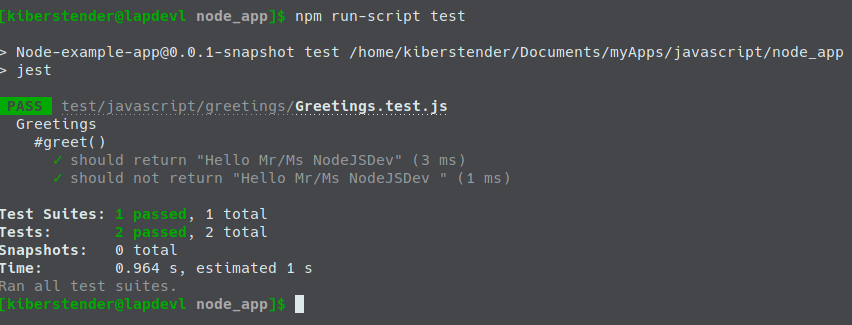 [kiberstender@lapdevl node_app]$ npm run-script test
> Node-example-app@0.0.1-snapshot test /home/kiberstender/Documents/myApps/javascript/node_app
> jest
PASS test/javascript/greetings/Greetings.test.js
Greetings
#greet()
✓ should return "Hello Mr/Ms NodeJSDev" (3 ms)
✓ should not return "Hello Mr/Ms NodeJSDev " (1 ms)
Test Suites: 1 passed, 1 total
Tests: 2 passed, 2 total
Snapshots: 0 total
Time: 0.964 s, estimated 1 s
Ran all test suites.
[kiberstender@lapdevl node_app]$